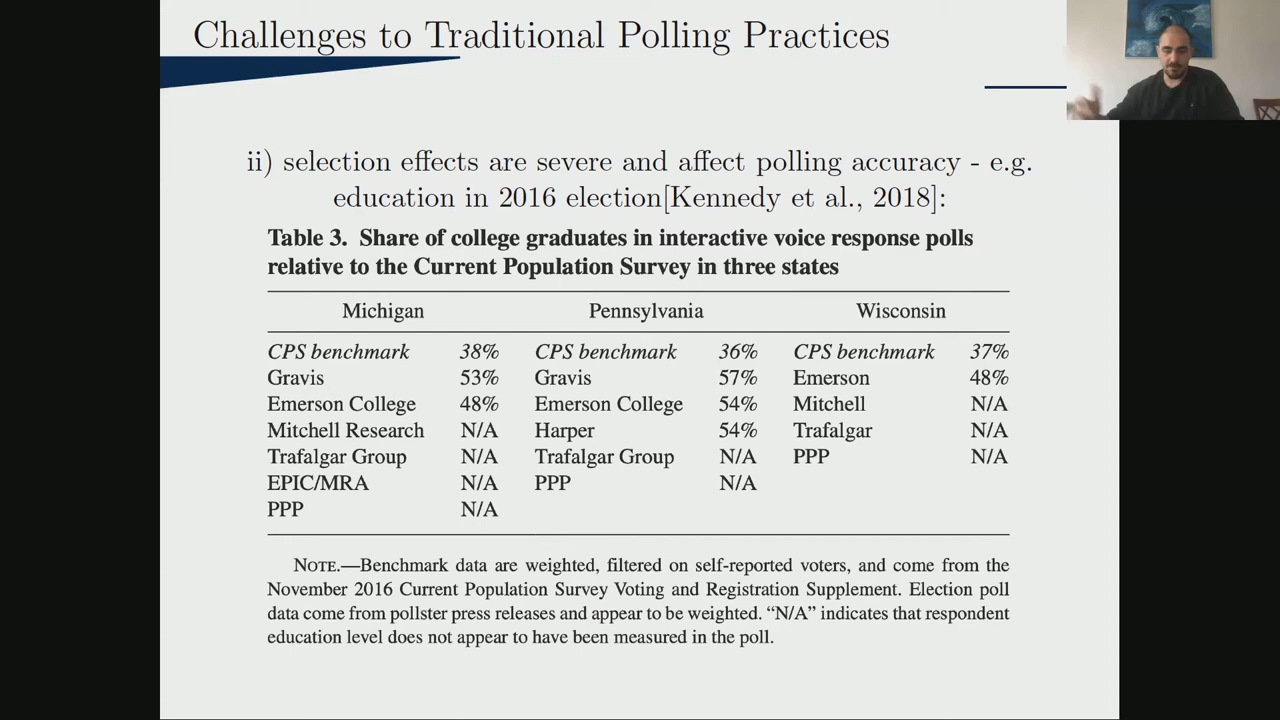 Challenges to Traditional Polling Practices
ii) selection effects are severe and affect polling accuracy - e.g.
education in 2016 election[Kennedy et al., 2018]:
Table 3. Share of college graduates in interactive voice response polls
relative to the Current Population Survey in three states
Michigan Pennsylvania Wisconsin
CPS benchmark 38% CPS benchmark 36% CPS benchmark 37%
Gravis 53% Gravis 57% Emerson 48%
Emerson College 48% Emerson College 54% Mitchell N/A
Mitchell Research N/A Harper 54% Trafalgar N/A
Trafalgar Group N/A Trafalgar Group N/A PPP N/A
EPIC/MRA N/A PPP N/A
PPP N/A
NOTE.—Benchmark data are weighted, filtered on self-reported voters, and come from the
November 2016 Current Population Survey Voting and Registration Supplement. Election poll
data come from pollster press releases and appear to be weighted. “N/A” indicates that respondent
education level does not appear to have been measured in the poll.